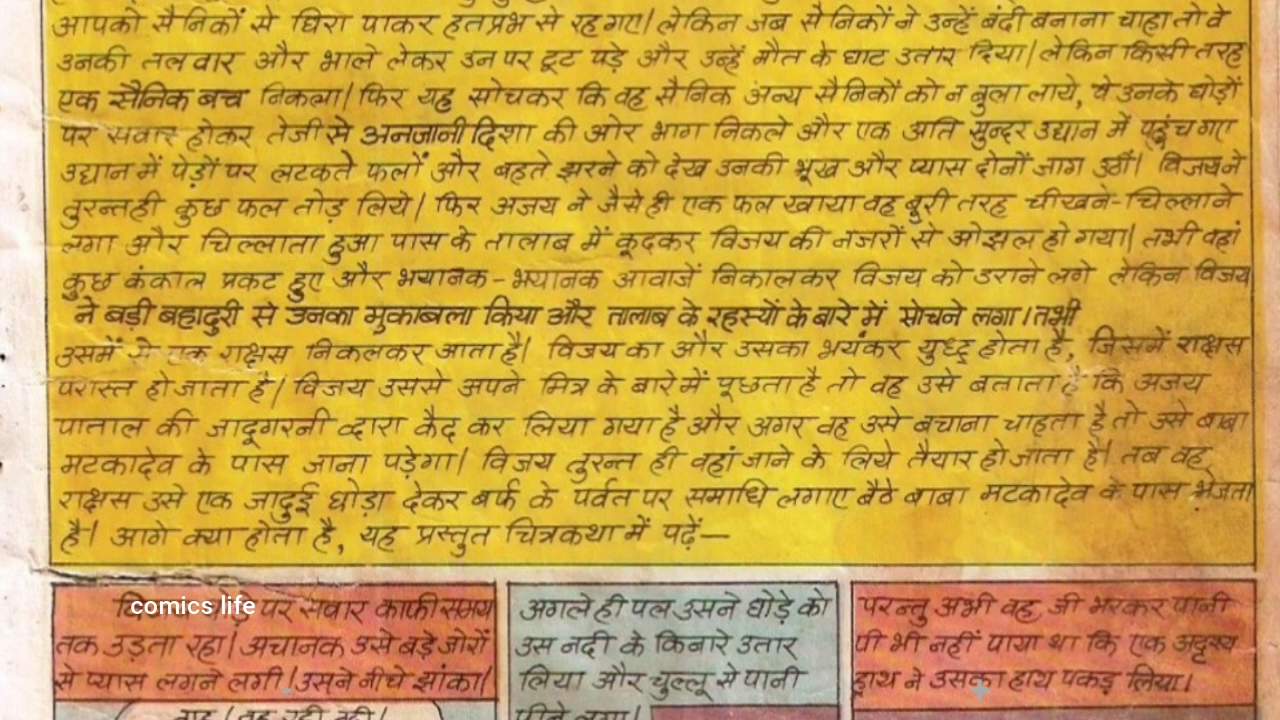 आपको सैनिकों से घिरा पाकर हतप्रभ से रह गए। लेकिन जब सैनिकों ने उन्हें बंदी बनाना चाहा तो वे
उनकी तलवार और भाले लेकर उन पर टूट पड़े और उन्हें मौत के घाट उतार दिया। लेकिन किसी तरह
एक सैनिक बच निकला। फिर यह सोचकर कि वह सैनिक अन्य सैनिकों को न बुला लाये, वे उनके घोड़ों
पर सवार होकर तेजी से अनजानी दिशा की ओर भाग निकले और एक अति सुन्दर उद्यान में पहुंच गए
उद्यान में पेड़ों पर लटकते फलों और बहते झरने को देख उनकी भूख और प्यास दोनों जाग उठीं। विजय ने
तुरन्त ही कुछ फल तोड़ लिये। फिर अजय ने जैसे ही एक फल खाया वह बुरी तरह चीखने-चिल्लाने
लगा और चिल्लाता हुआ पास के तालाब में कूदकर विजय की नजरों से ओझल हो गया। तभी वहां
कुछ कंकाल प्रकट हुए और भयानक-भयानक आवाजें निकालकर विजय को डराने लगे लेकिन विजय
ने बड़ी बहादुरी से उनका मुकाबला किया और तालाब के रहस्यों के बारे में सोचने लगा। तभी
उसमें से एक राक्षस निकलकर आता है। विजय का और उसका भयंकर युध्द होता है, जिसमें राक्षस
परास्त हो जाता है। विजय उससे अपने मित्र के बारे में पूछता है तो वह उसे बताता है कि अजय
पाताल की जादूगरनी द्वारा कैद कर लिया गया है और अगर वह उसे बचाना चाहता है तो उसे बाबा
मटकादेव के पास जाना पड़ेगा। विजय तुरन्त ही वहां जाने के लिये तैयार हो जाता है। तब वह
राक्षस उसे एक जादुई घोड़ा देकर बर्फ के पर्वत पर समाधि लगाए बैठे बाबा मटकादेव के पास भेजता
है। आगे क्या होता है, यह प्रस्तुत चित्रकथा में पढ़ें—
comics life
पर सवार काफी समय
तक उड़ता रहा। अचानक उसे बड़े जोरों
से प्यास लगने लगी। उसने नीचे झांका।
अगले ही पल उसने घोड़े को
उस नदी के किनारे उतार
लिया और चुल्लू से पानी
पीने लगा।
परन्तु अभी वह जी भरकर पानी
पी भी नहीं पाया था कि एक अदृश्य
हाथ ने उसका हाथ पकड़ लिया।